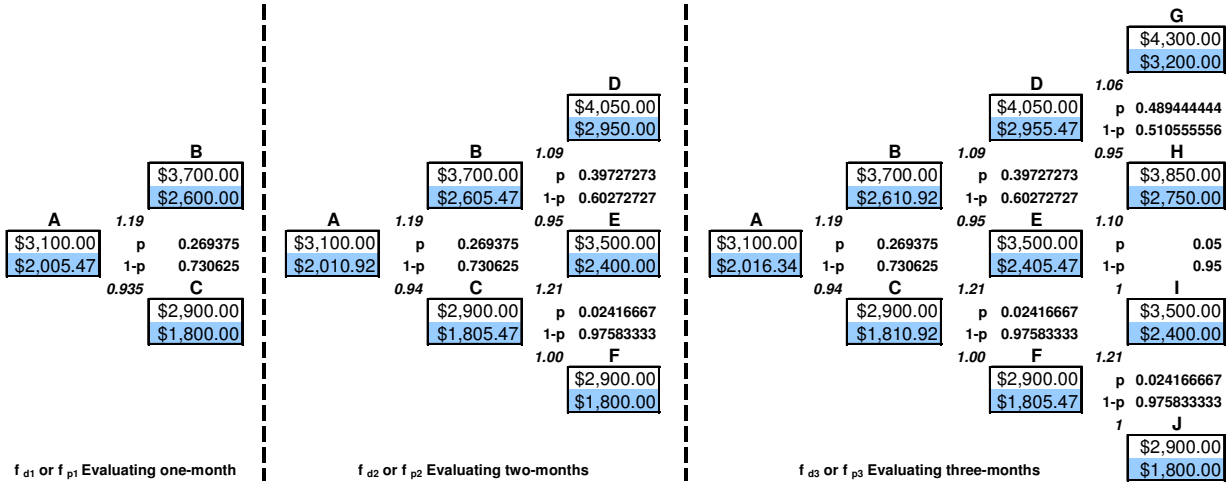 G
$4,300.00
$3,200.00
D D 1.06
$4,050.00 $4,050.00 p 0.489444444
$2,950.00 $2,955.47 1-p 0.510555556
B B 1.09 B 1.09 0.95 H
$3,700.00 $3,700.00 p 0.39727273 $3,700.00 p 0.39727273 $3,850.00
$2,600.00 $2,605.47 1-p 0.60272727 $2,610.92 1-p 0.60272727 $2,750.00
A 1.19 A 1.19 0.95 E A 1.19 0.95 E 1.10
$3,100.00 p 0.269375 $3,100.00 p 0.269375 $3,500.00 $3,100.00 p 0.269375 $3,500.00 p 0.05
$2,005.47 1-p 0.730625 $2,010.92 1-p 0.730625 $2,400.00 $2,016.34 1-p 0.730625 $2,405.47 1-p 0.95
0.935 C 0.94 C 1.21 0.94 C 1.21 1 I
$2,900.00 $2,900.00 p 0.02416667 $2,900.00 p 0.02416667 $3,500.00
$1,800.00 $1,805.47 1-p 0.97583333 $1,810.92 1-p 0.97583333 $2,400.00
1.00 F 1.00 F 1.21
$2,900.00 $2,900.00 p 0.024166667
$1,800.00 $1,805.47 1-p 0.975833333
1 J
$2,900.00
f d1 or f p1 Evaluating one-month f d2 or f p2 Evaluating two-months f d3 or f p3 Evaluating three-months $1,800.00